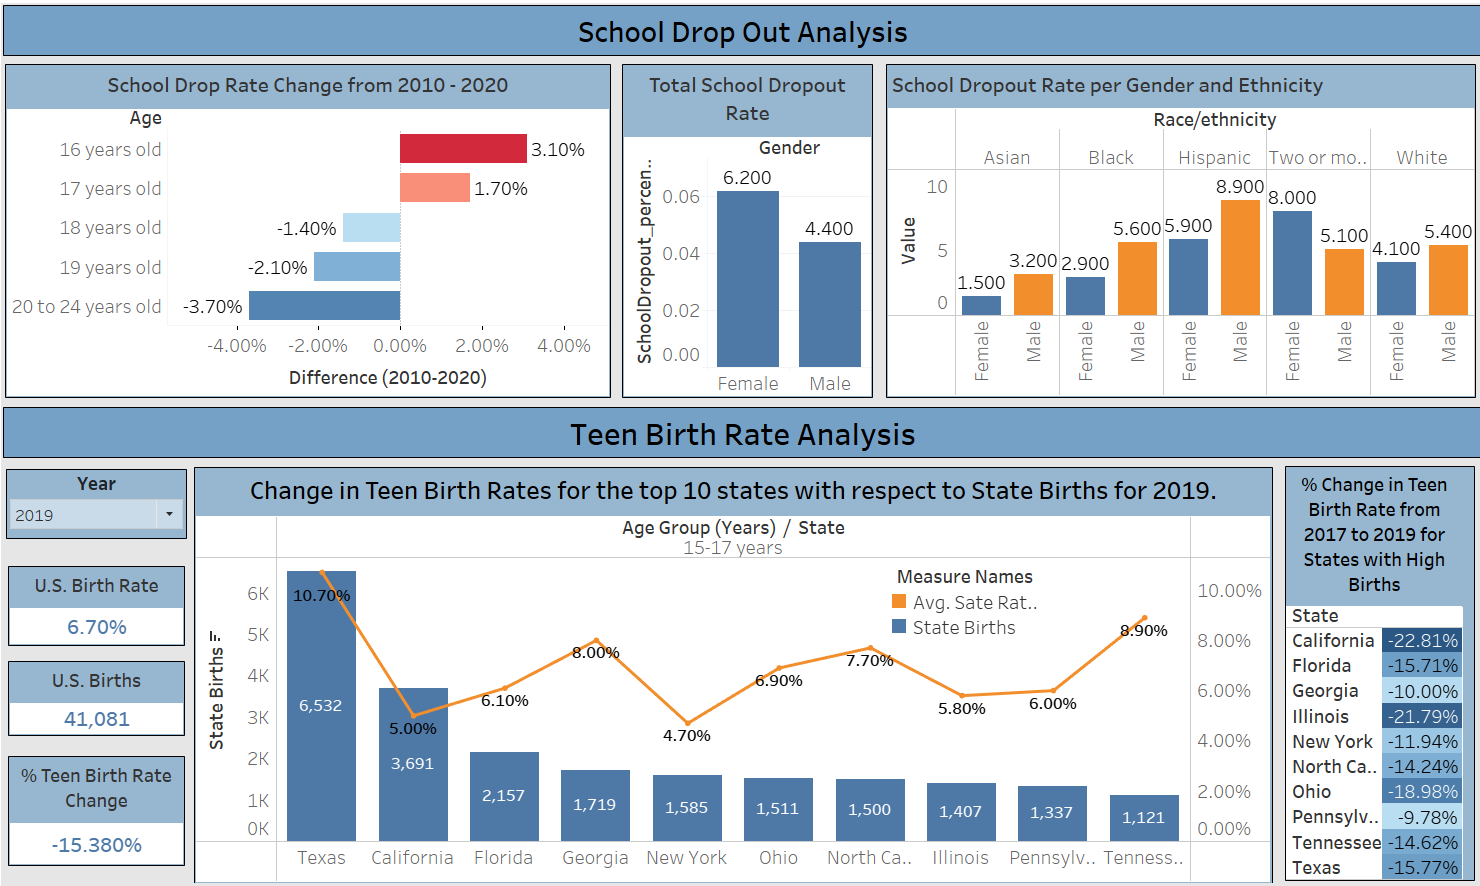 School Drop Out Analysis
School Drop Rate Change from 2010 - 2020
Age
16 years old
3.10%
17 years old
1.70%
18 years old
-1.40%
19 years old
-2.10%
20 to 24 years old
-3.70%
-4.00% -2.00% 0.00% 2.00% 4.00%
Difference (2010-2020)
Total School Dropout
Rate
Gender
SchoolDropout_percen..
0.06
0.04
0.02
0.00
6.200
4.400
Female Male
School Dropout Rate per Gender and Ethnicity
Race/ethnicity
Asian Black Hispanic Two or mo.. White
Value
10
5
0
1.500 3.200 2.900 5.600 5.900 8.900 8.000 5.100 4.100 5.400
Female Male Female Male Female Male Female Male Female Male
Teen Birth Rate Analysis
Year
2019
U.S. Birth Rate
6.70%
U.S. Births
41,081
% Teen Birth Rate
Change
-15.380%
Change in Teen Birth Rates for the top 10 states with respect to State Births for 2019.
Age Group (Years) / State
15-17 years
Measure Names
Avg. Sate Rat..
State Births
State Births
6K
5K
4K
3K
2K
1K
0K
10.00%
8.00%
6.00%
4.00%
2.00%
0.00%
10.70% 5.00% 6.10% 8.00% 4.70% 6.90% 7.70% 5.80% 6.00% 8.90%
6,532 3,691 2,157 1,719 1,585 1,511 1,500 1,407 1,337 1,121
Texas California Florida Georgia New York Ohio North Ca.. Illinois Pennsylv.. Tenness..
% Change in Teen
Birth Rate from
2017 to 2019 for
States with High
Births
State
California -22.81%
Florida -15.71%
Georgia -10.00%
Illinois -21.79%
New York -11.94%
North Ca.. -14.24%
Ohio -18.98%
Pennsylv.. -9.78%
Tennessee -14.62%
Texas -15.77%